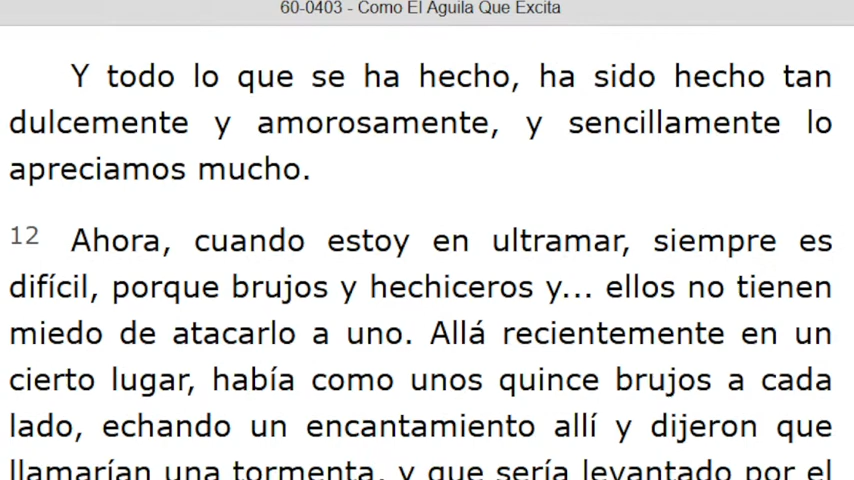 60-0403 - Como El Aguila Que Excita
Y todo lo que se ha hecho, ha sido hecho tan
dulcemente y amorosamente, y sencillamente lo
apreciamos mucho.
12 Ahora, cuando estoy en ultramar, siempre es
difícil, porque brujos y hechiceros y... ellos no tienen
miedo de atacarlo a uno. Allá recientemente en un
cierto lugar, había como unos quince brujos a cada
lado, echando un encantamiento allí y dijeron que
llamarían una tormenta, y que sería levantado por el